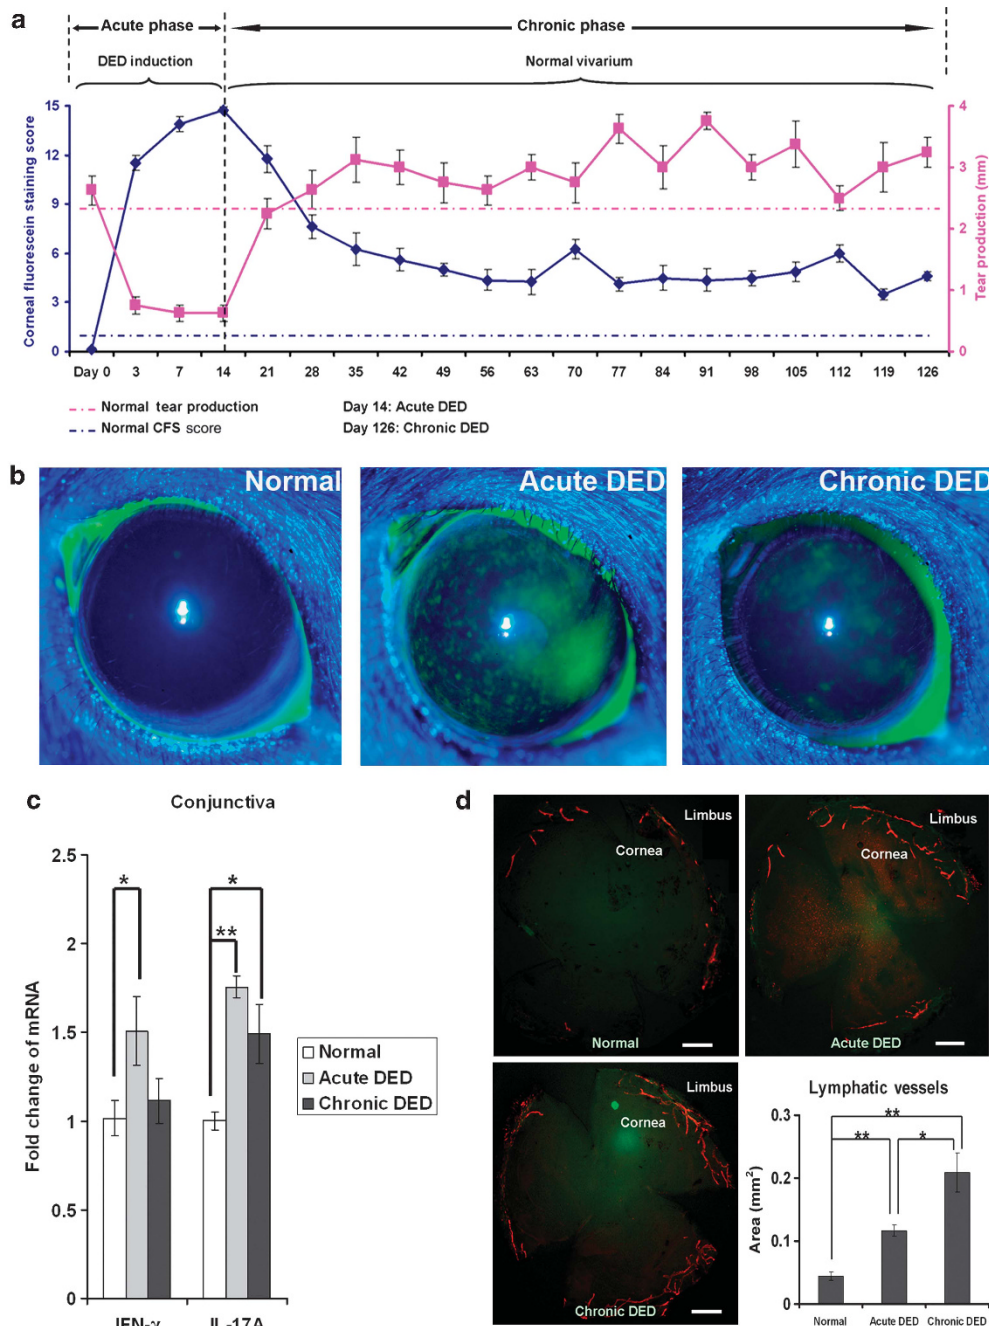 a
Acute phase
Chronic phase
DED induction
Normal vivarium
Corneal fluorescein staining score
15
12
9
6
3
0
4
3
2
1
0
Tear production (mm)
Day 0 3 7 14 21 28 35 42 49 56 63 70 77 84 91 98 105 112 119 126
Normal tear production
Day 14: Acute DED
Normal CFS score
Day 126: Chronic DED
b
Normal
Acute DED
Chronic DED
c
Conjunctiva
Fold change of mRNA
2.5
2
1.5
1
0.5
0
*
*
**
Normal
Acute DED
Chronic DED
IFN-γ
IL-17A
d
Limbus
Cornea
Normal
Limbus
Cornea
Acute DED
Limbus
Cornea
Chronic DED
Lymphatic vessels
Area (mm²)
0.3
0.2
0.1
0
**
**
*
Normal Acute DED Chronic DED